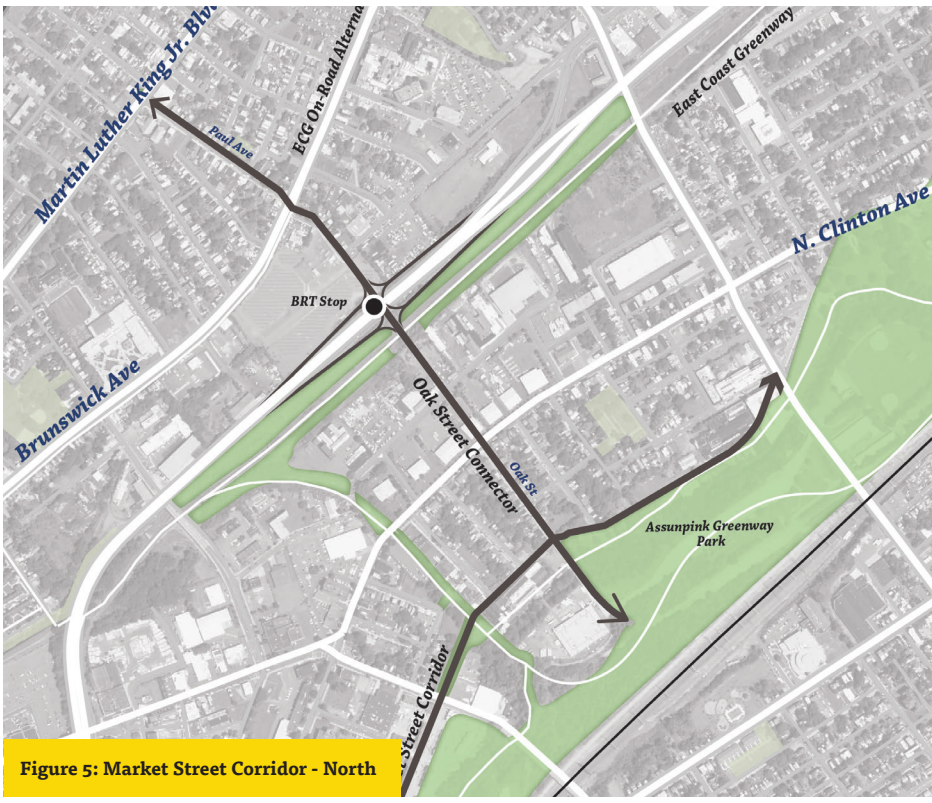 Martin Luther King Jr. Blv
ECG On-Road Alterna
East Coast Greenway
Paul Ave
N. Clinton Ave
BRT Stop
Brunswick Ave
Oak Street Connector
Oak St
Assunpink Greenway
Park
Street Corridor
Figure 5: Market Street Corridor - North